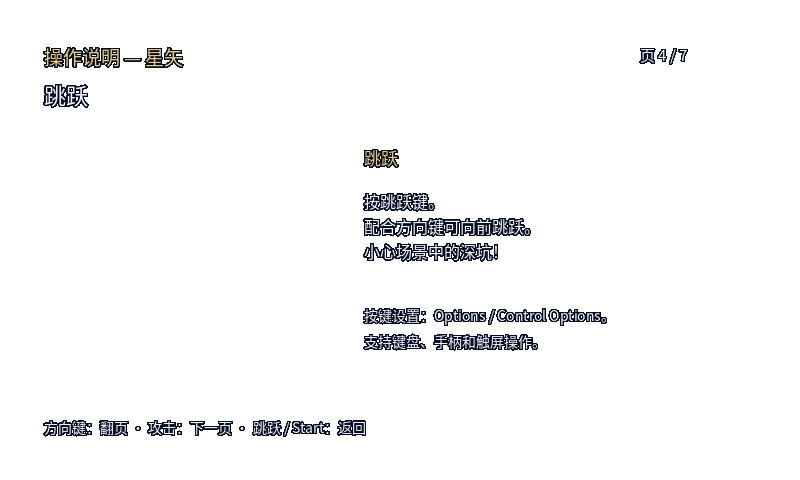 操作说明 — 星矢
页 4 / 7
跳跃
跳跃
按跳跃键。
配合方向键可向前跳跃。
小心场景中的深坑！
按键设置：Options / Control Options。
支持键盘、手柄和触屏操作。
方向键：翻页 · 攻击：下一页 · 跳跃 / Start：返回